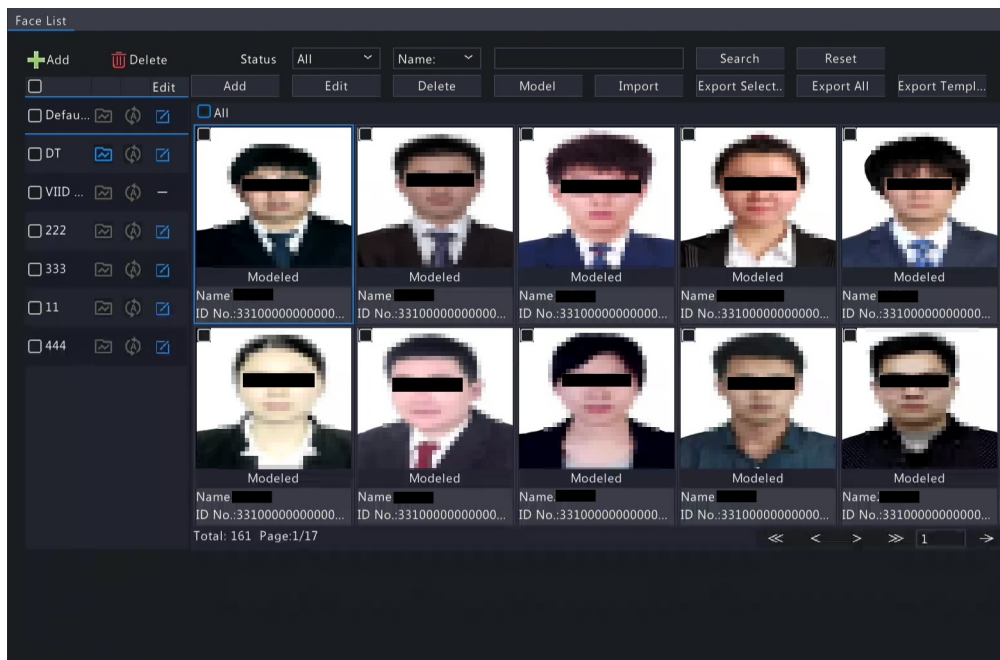 Face List
Add Delete Status All Name: Search Reset
Edit Add Edit Delete Model Import Export Select.. Export All Export Templ...
Defau... All
DT
VIID ...
222
333
11
444
Modeled Modeled Modeled Modeled Modeled
Name Name Name Name Name
ID No.:33100000000000... ID No.:33100000000000... ID No.:33100000000000... ID No.:33100000000000... ID No.:33100000000000...
Modeled Modeled Modeled Modeled Modeled
Name Name Name. Name Name.
ID No.:33100000000000... ID No.:33100000000000... ID No.:33100000000000... ID No.:33100000000000... ID No.:33100000000000...
Total: 161 Page:1/17 1